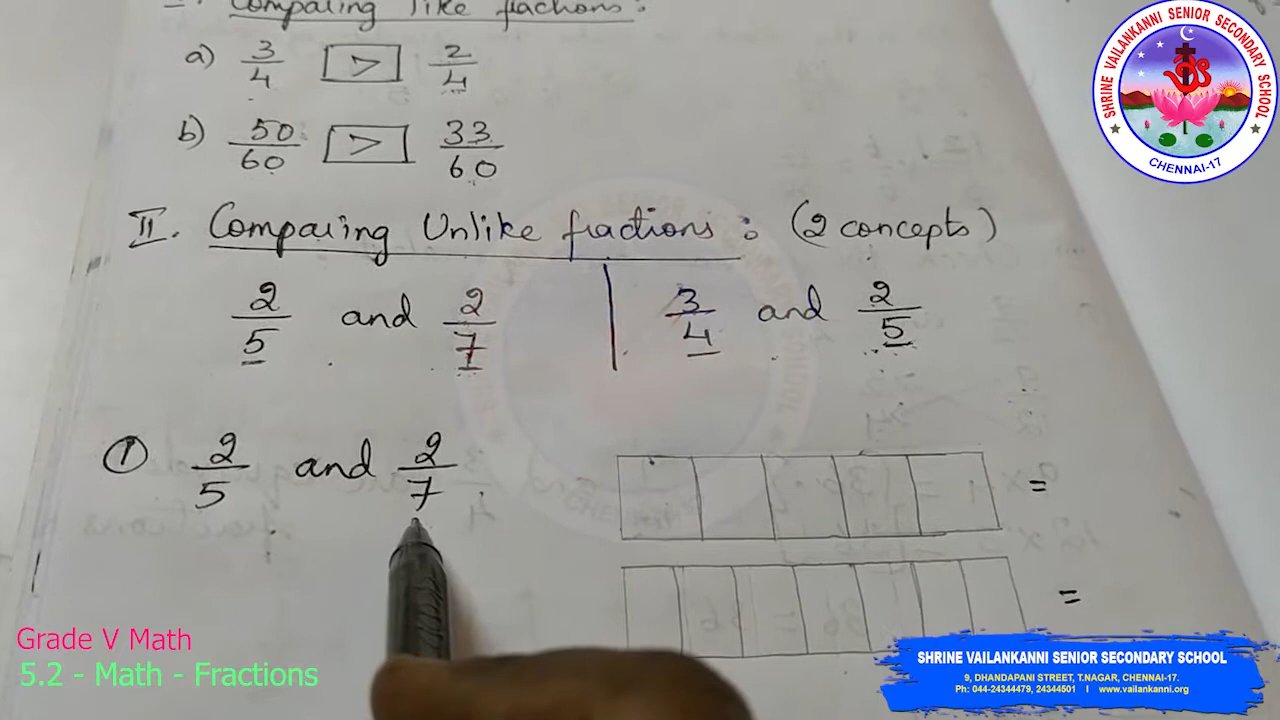 I. Comparing like fractions:
a) 3/4 > 2/4
b) 50/60 > 33/60
II. Comparing Unlike fractions: (2 concepts)
2/5 and 2/7 | 3/4 and 2/5
① 2/5 and 2/7
=
=
SHRINE VAILANKANNI SENIOR SECONDARY SCHOOL
CHENNAI-17
Grade V Math
5.2 - Math - Fractions
SHRINE VAILANKANNI SENIOR SECONDARY SCHOOL
9, DHANDAPANI STREET, T.NAGAR, CHENNAI-17.
Ph: 044-24344479, 24344501 I www.vailankanni.org